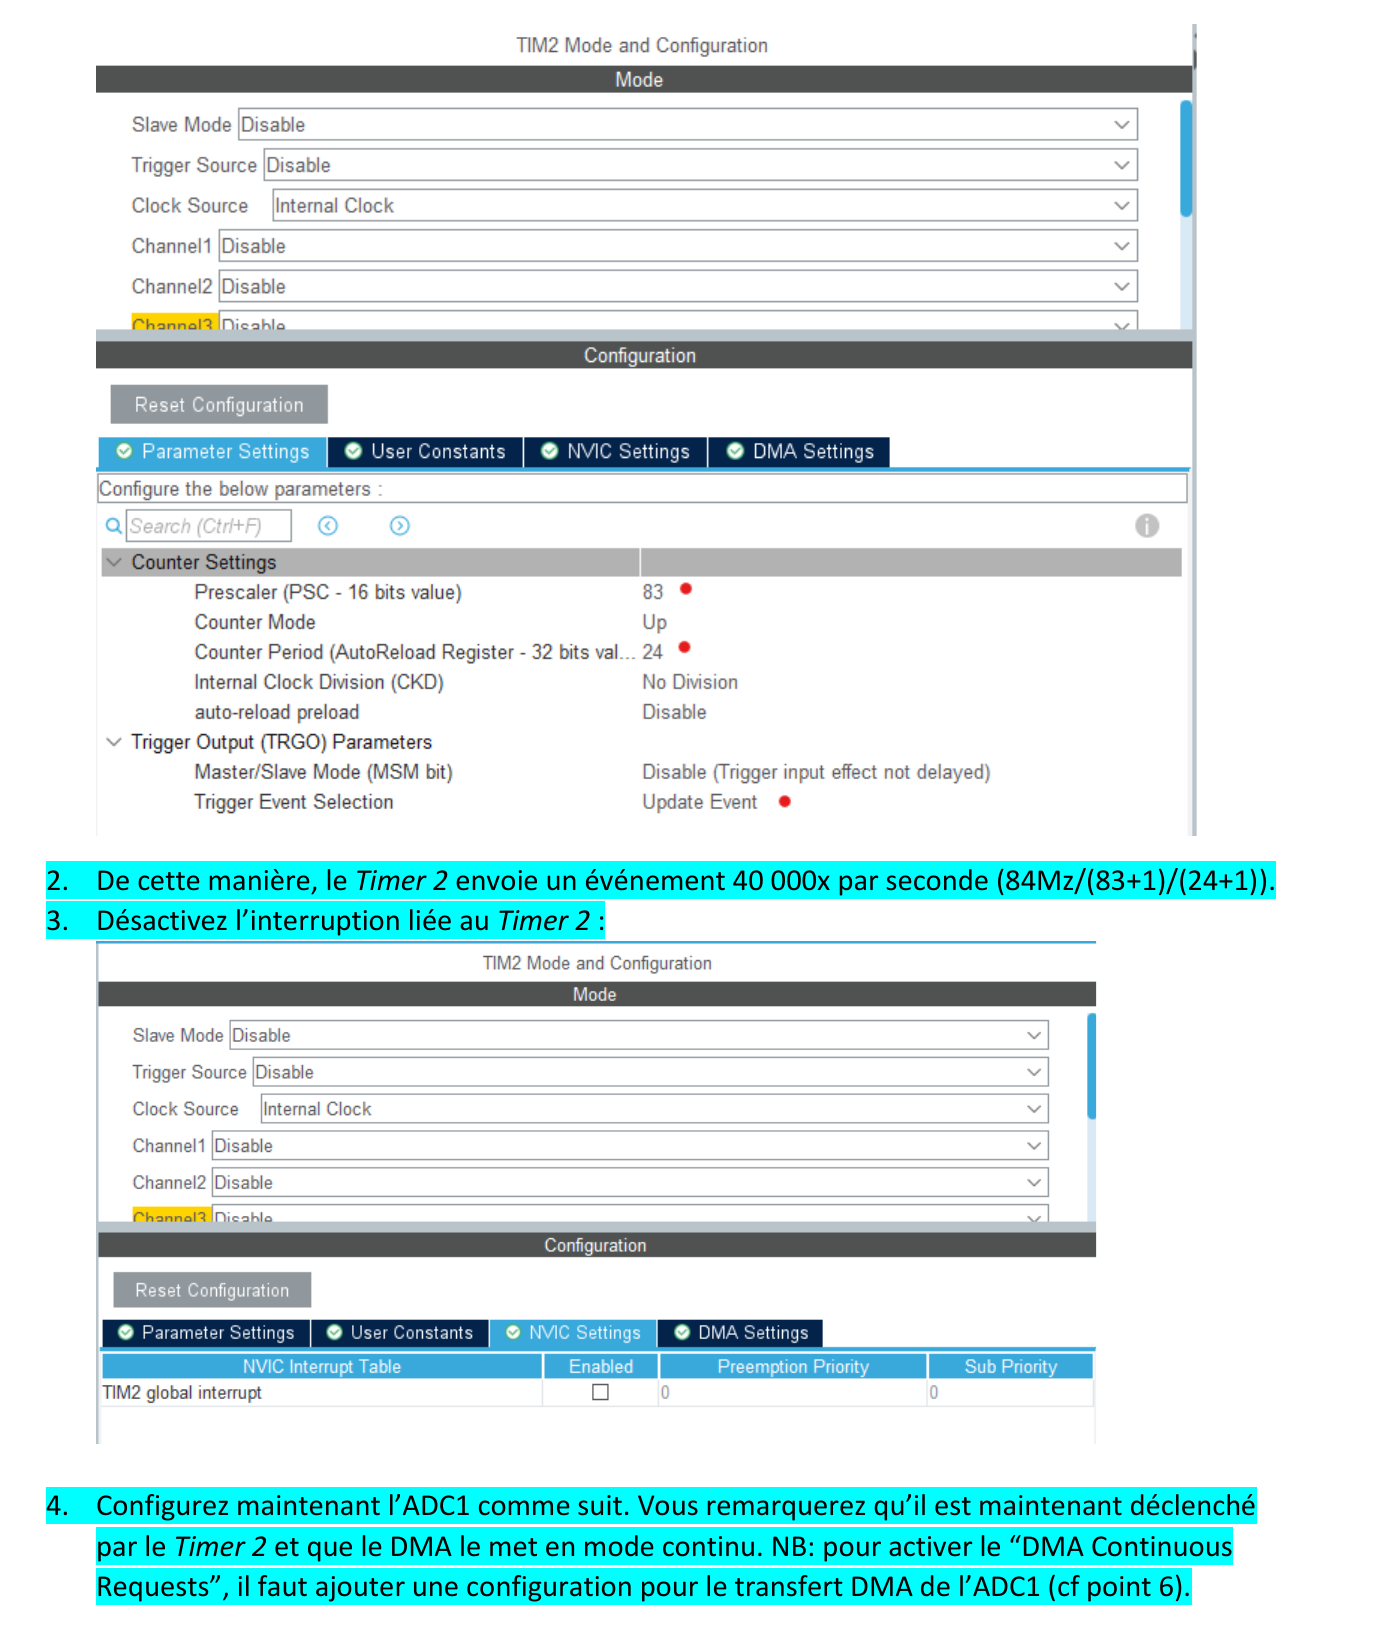 TIM2 Mode and Configuration
Mode
Slave Mode Disable
Trigger Source Disable
Clock Source Internal Clock
Channel1 Disable
Channel2 Disable
Channel3 Disable
Configuration
Reset Configuration
Parameter Settings User Constants NVIC Settings DMA Settings
Configure the below parameters :
Search (Ctrl+F)
Counter Settings
Prescaler (PSC - 16 bits value) 83
Counter Mode Up
Counter Period (AutoReload Register - 32 bits val... 24
Internal Clock Division (CKD) No Division
auto-reload preload Disable
Trigger Output (TRGO) Parameters
Master/Slave Mode (MSM bit) Disable (Trigger input effect not delayed)
Trigger Event Selection Update Event
2. De cette manière, le Timer 2 envoie un événement 40 000x par seconde (84Mz/(83+1)/(24+1)).
3. Désactivez l’interruption liée au Timer 2 :
TIM2 Mode and Configuration
Mode
Slave Mode Disable
Trigger Source Disable
Clock Source Internal Clock
Channel1 Disable
Channel2 Disable
Channel3 Disable
Configuration
Reset Configuration
Parameter Settings User Constants NVIC Settings DMA Settings
NVIC Interrupt Table Enabled Preemption Priority Sub Priority
TIM2 global interrupt 0 0
4. Configurez maintenant l’ADC1 comme suit. Vous remarquerez qu’il est maintenant déclenché
par le Timer 2 et que le DMA le met en mode continu. NB: pour activer le “DMA Continuous
Requests”, il faut ajouter une configuration pour le transfert DMA de l’ADC1 (cf point 6).